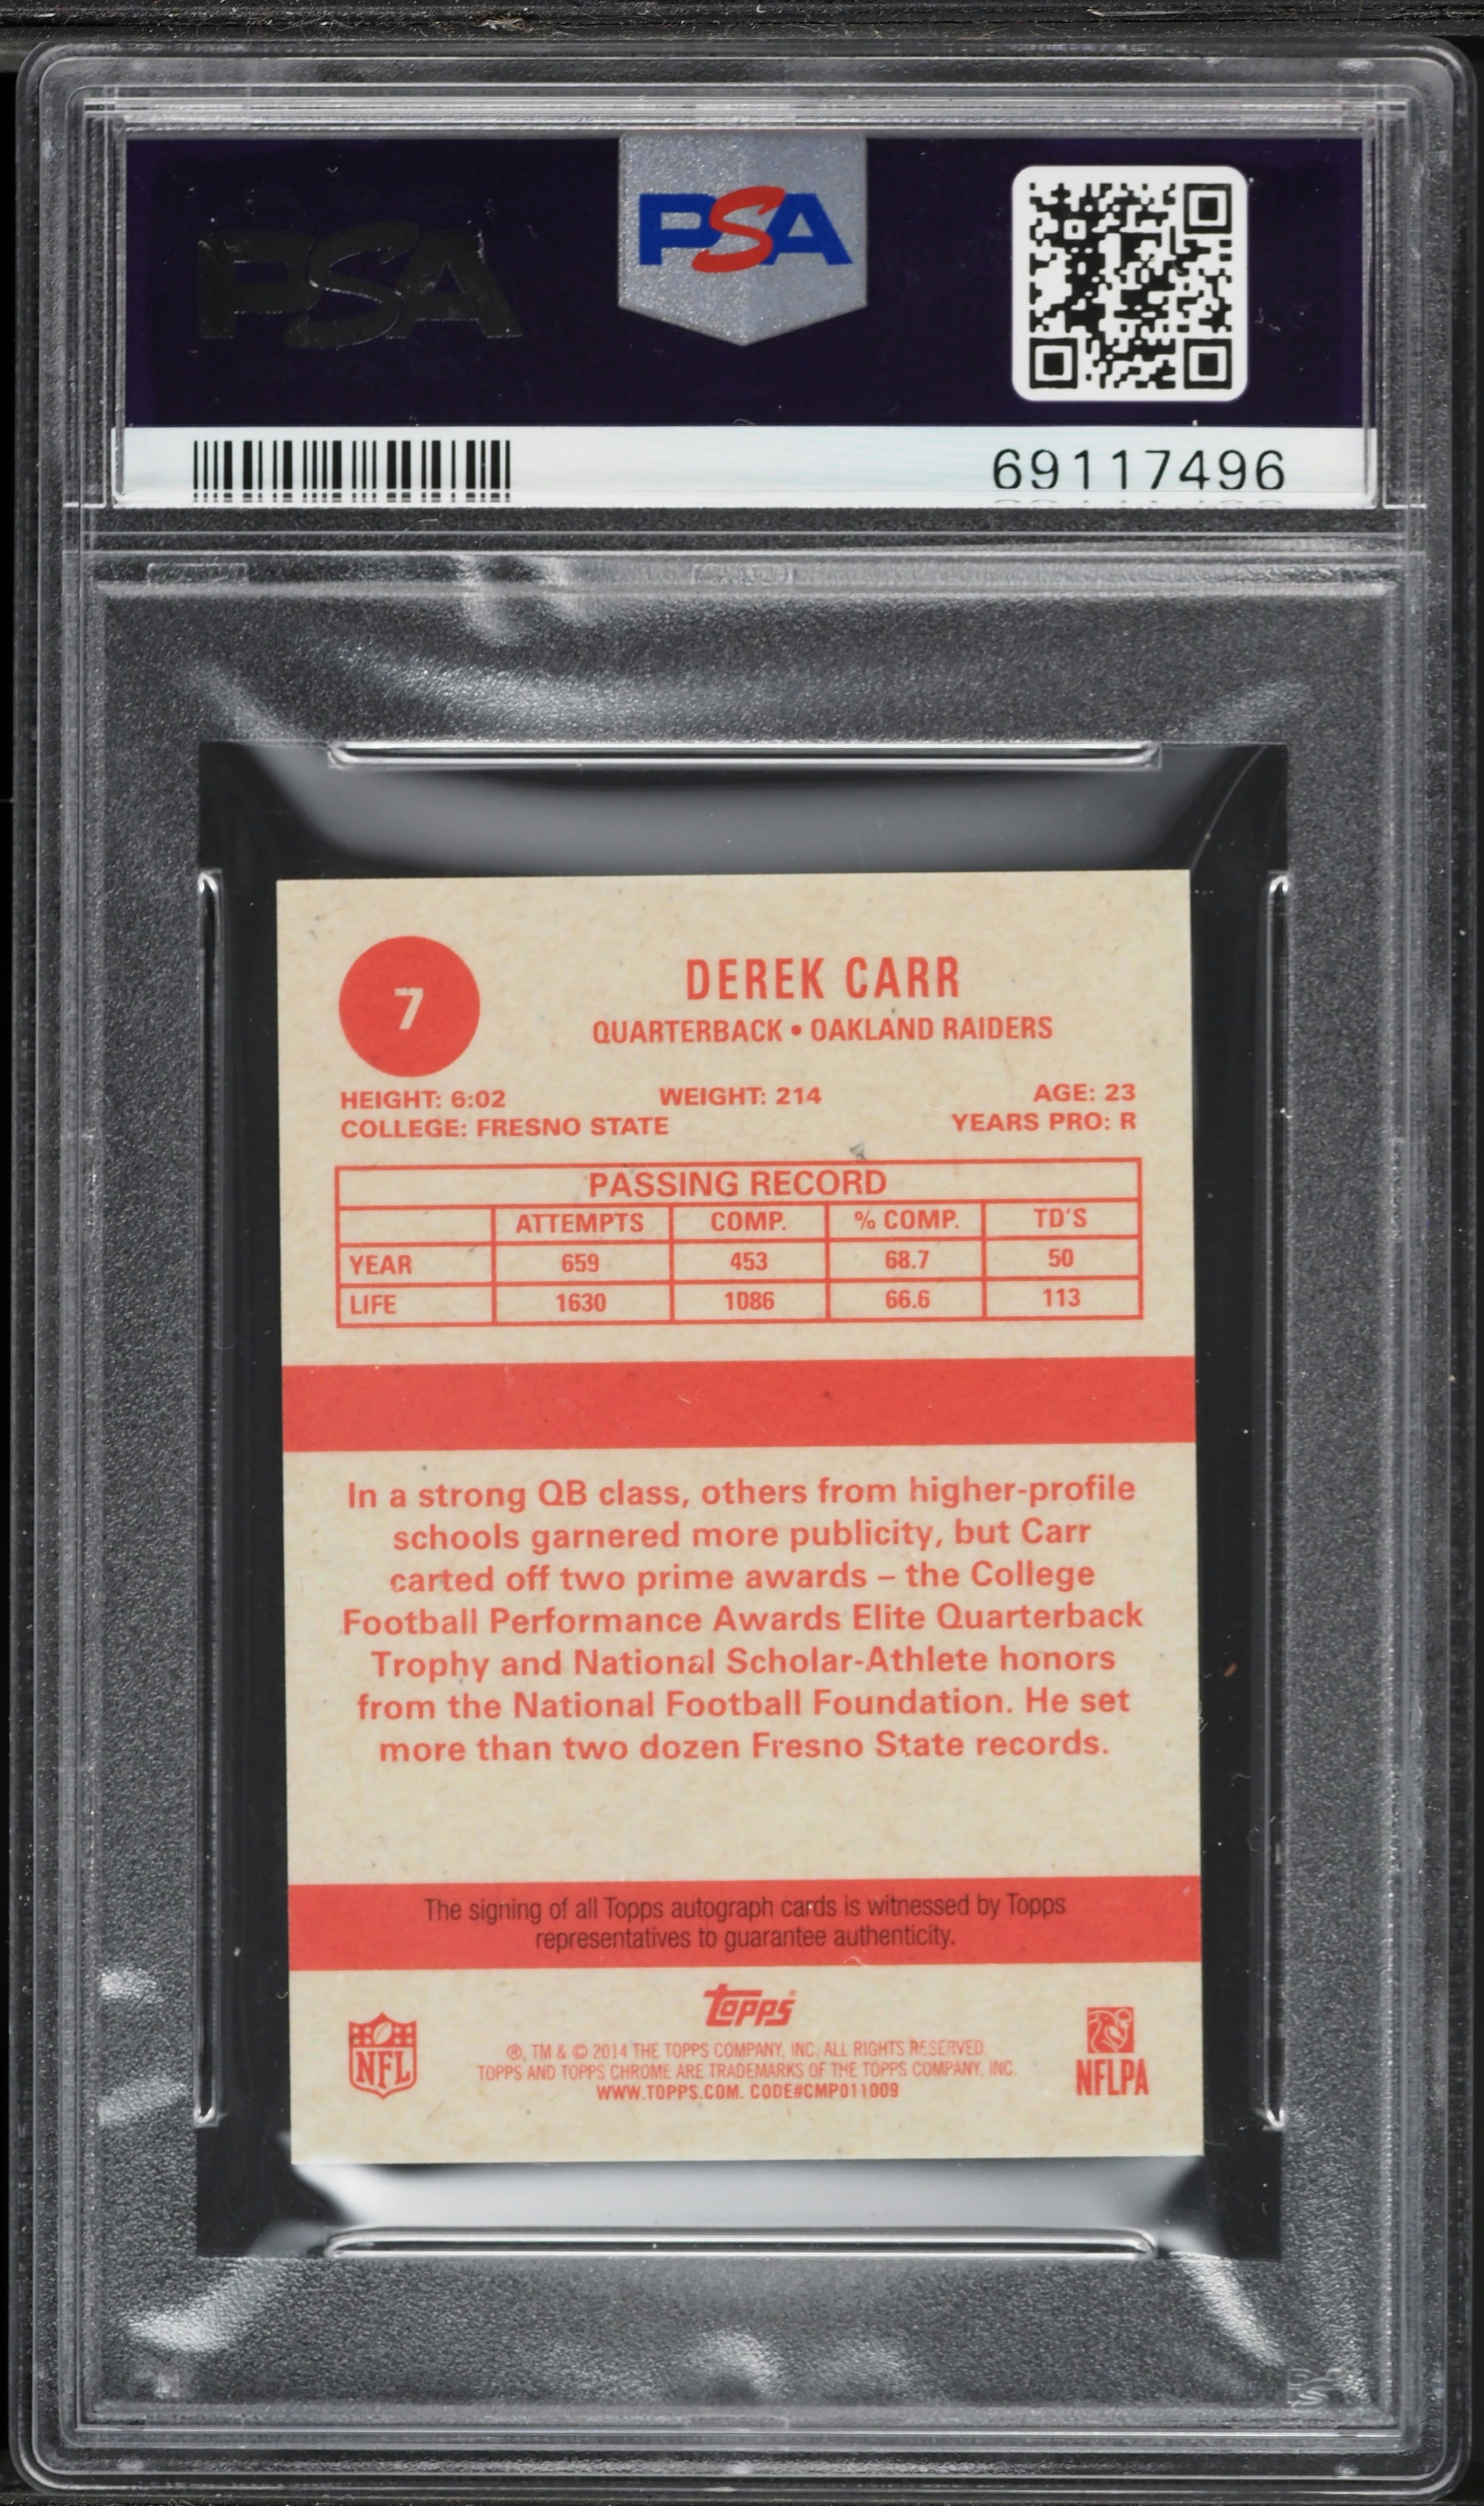 PSA
PSA
69117496
7
DEREK CARR
QUARTERBACK • OAKLAND RAIDERS
HEIGHT: 6:02 WEIGHT: 214 AGE: 23
COLLEGE: FRESNO STATE YEARS PRO: R
PASSING RECORD
ATTEMPTS COMP. % COMP. TD'S
YEAR 659 453 68.7 50
LIFE 1630 1086 66.6 113
In a strong QB class, others from higher-profile
schools garnered more publicity, but Carr
carted off two prime awards – the College
Football Performance Awards Elite Quarterback
Trophy and National Scholar-Athlete honors
from the National Football Foundation. He set
more than two dozen Fresno State records.
The signing of all Topps autograph cards is witnessed by Topps
representatives to guarantee authenticity.
topps
®, TM & © 2014 THE TOPPS COMPANY, INC. ALL RIGHTS RESERVED.
TOPPS AND TOPPS CHROME ARE TRADEMARKS OF THE TOPPS COMPANY, INC.
WWW.TOPPS.COM. CODE#CMP011009
NFL
NFLPA